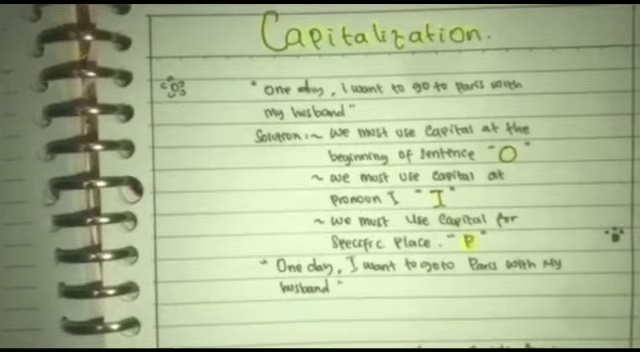 Capitalization.
" one day, i want to go to paris with
my husband"
Solution :~ we must use capital at the
beginning of sentence "O"
~ we must use capital at
pronoun I "I"
~ we must use capital for
specific place. "P"
" One day, I want to go to Paris with my
husband"